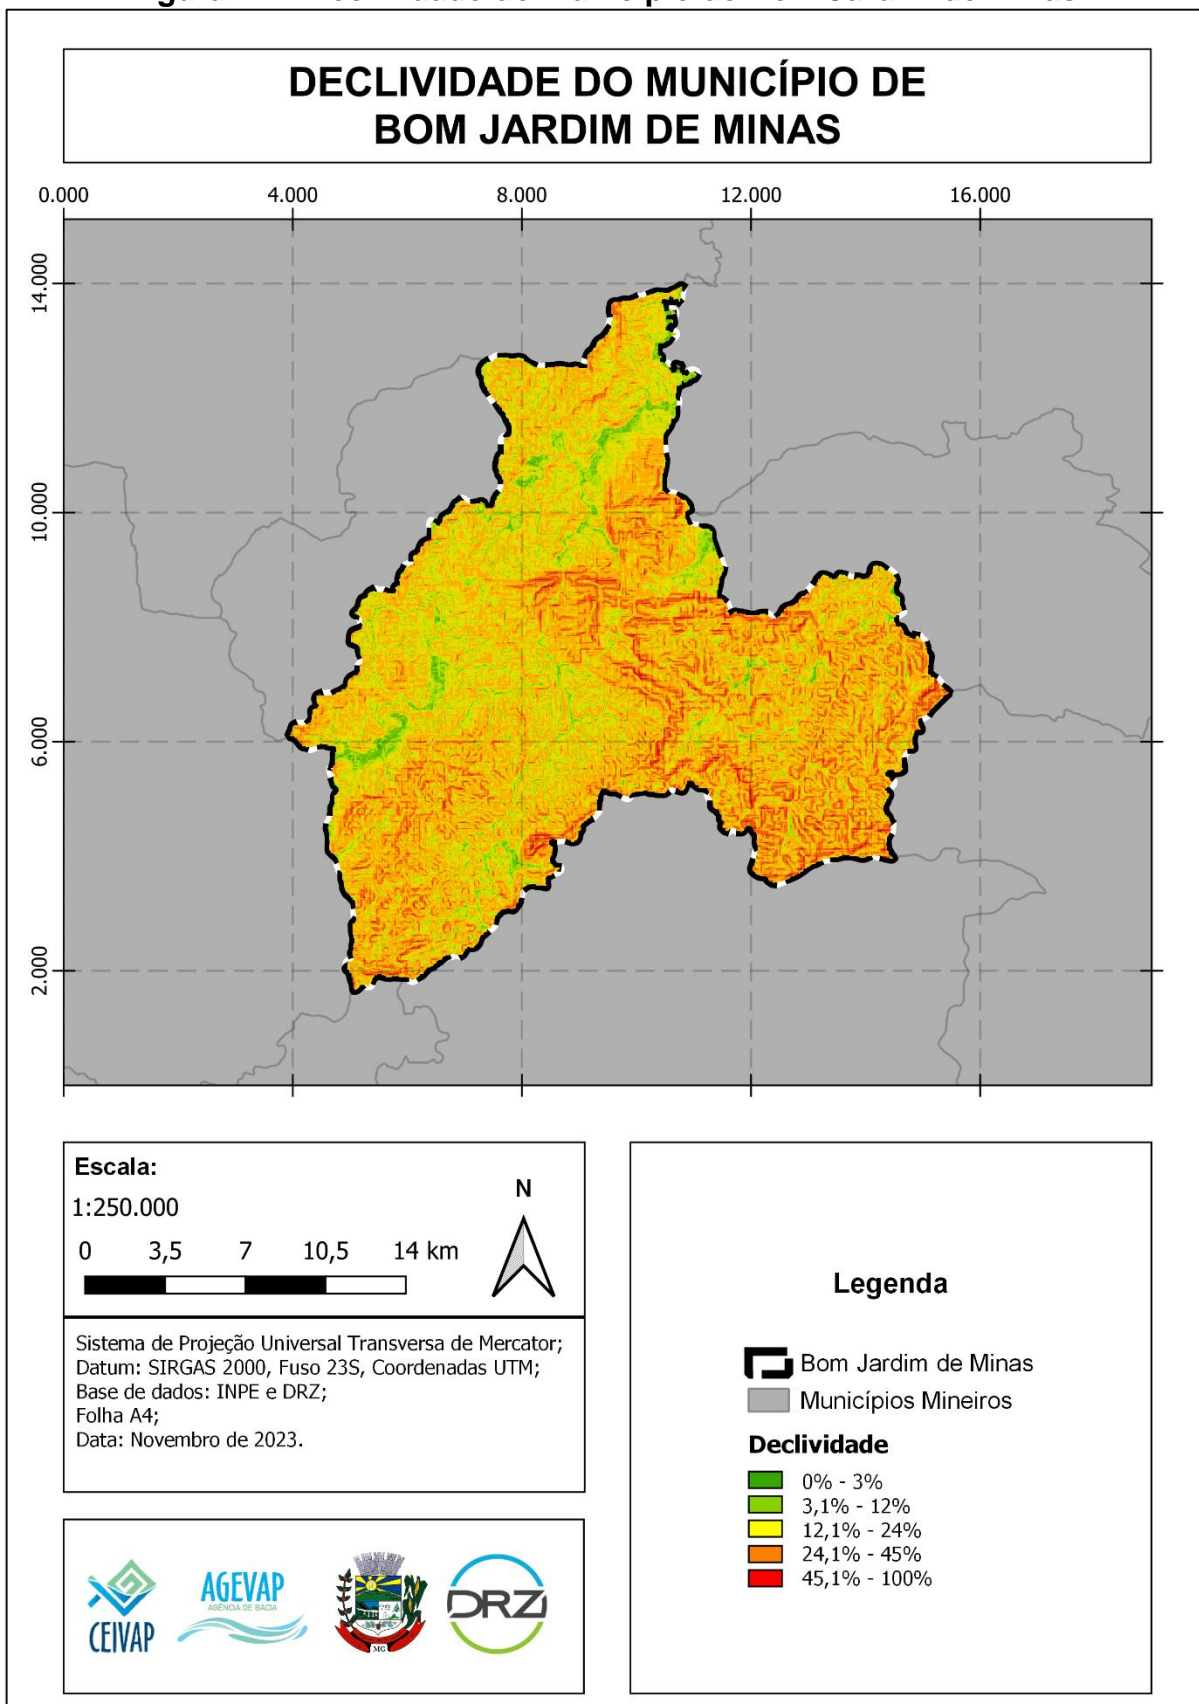 DECLIVIDADE DO MUNICÍPIO DE
BOM JARDIM DE MINAS
0.000 4.000 8.000 12.000 16.000
14.000
10.000
6.000
2.000
Escala:
1:250.000
0 3,5 7 10,5 14 km
N
Sistema de Projeção Universal Transversa de Mercator;
Datum: SIRGAS 2000, Fuso 23S, Coordenadas UTM;
Base de dados: INPE e DRZ;
Folha A4;
Data: Novembro de 2023.
Legenda
Bom Jardim de Minas
Municípios Mineiros
Declividade
0% - 3%
3,1% - 12%
12,1% - 24%
24,1% - 45%
45,1% - 100%
CEIVAP
AGEVAP
AGÊNCIA DE BACIA
MG
DRZ